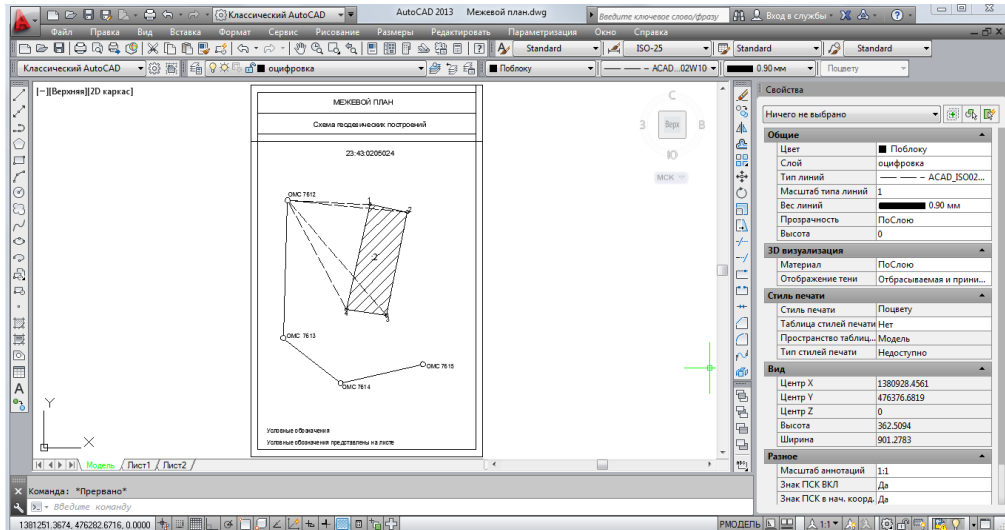 Классический AutoCAD
AutoCAD 2013 Межевой план.dwg
Введите ключевое слово/фразу
Вход в службы
Файл Правка Вид Вставка Формат Сервис Рисование Размеры Редактировать Параметризация Окно Справка
Standard ISO-25 Standard Standard
Классический AutoCAD оцифровка Поблоку ACAD...02W10 0.90 мм Поцвету
[−][Верхняя][2D каркас]
МЕЖЕВОЙ ПЛАН
Схема геодезических построений
23:43:0205024
ОМС 7612
1
2
:2
4
3
ОМС 7613
ОМС 7614
ОМС 7615
Условные обозначения
Условные обозначения представлены на листе
С
З Верх В
Ю
МСК
Y
X
Модель Лист1 Лист2
Свойства
Ничего не выбрано
Общие
Цвет Поблоку
Слой оцифровка
Тип линий ACAD_ISO02...
Масштаб типа линий 1
Вес линий 0.90 мм
Прозрачность ПоСлою
Высота 0
3D визуализация
Материал ПоСлою
Отображение тени Отбрасываемая и прини...
Стиль печати
Стиль печати Поцвету
Таблица стилей печати Нет
Пространство таблиц... Модель
Тип стилей печати Недоступно
Вид
Центр X 1380928.4561
Центр Y 476376.6819
Центр Z 0
Высота 362.5094
Ширина 901.2783
Разное
Масштаб аннотаций 1:1
Знак ПСК ВКЛ Да
Знак ПСК в нач. коорд. Да
Команда: *Прервано*
Введите команду
1381251.3674, 476282.6716, 0.0000
РМОДЕЛЬ 1:1